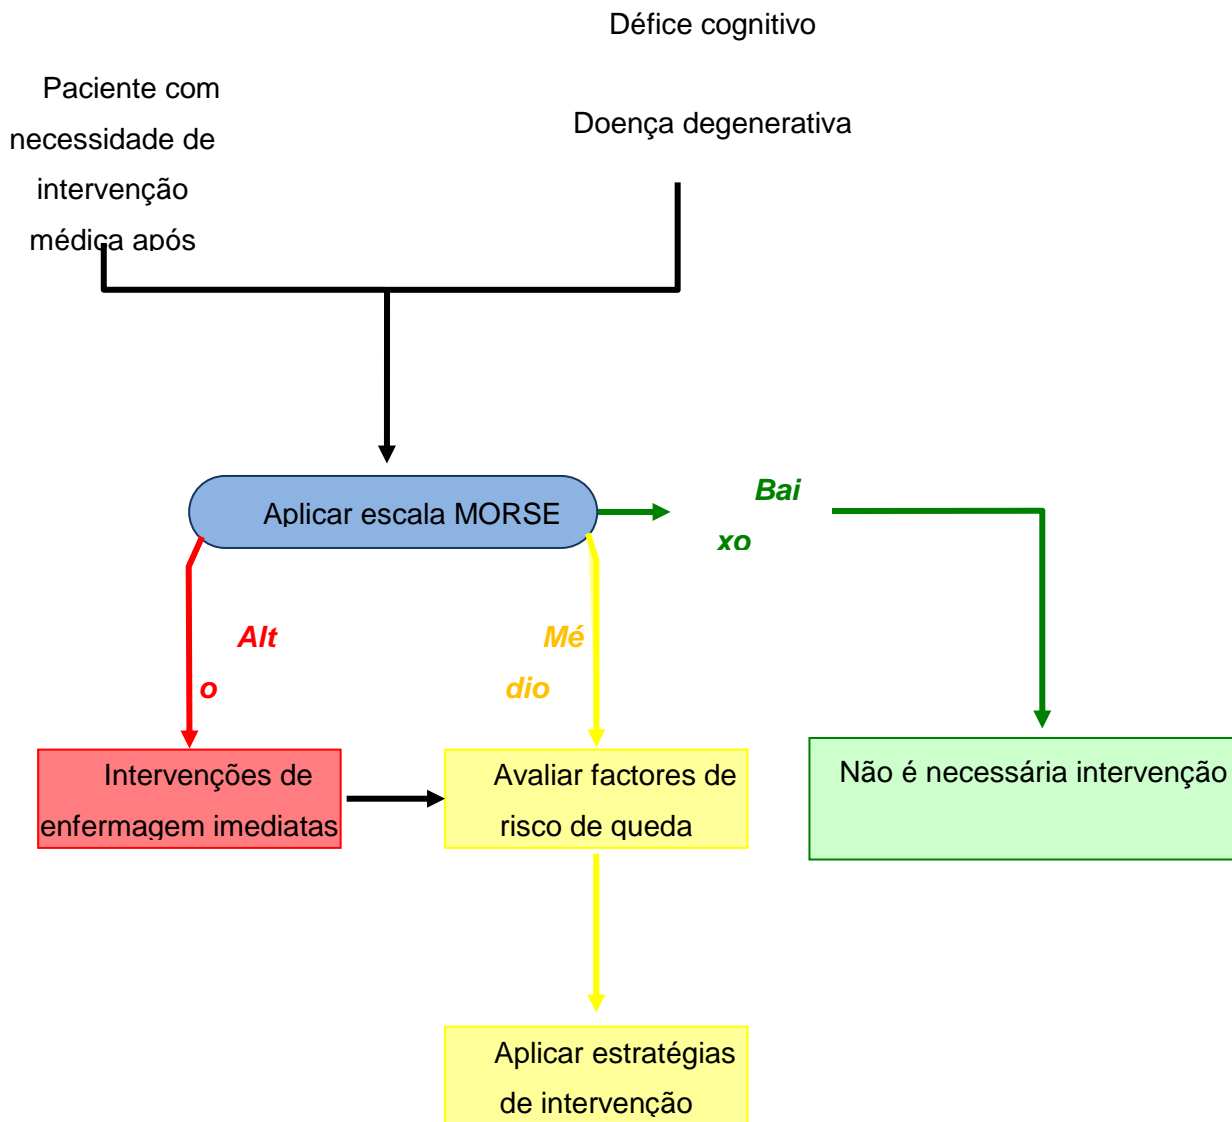 Défice cognitivo
Doença degenerativa
Paciente com
necessidade de
intervenção
médica após
Aplicar escala MORSE
Bai
xo
Alt
o
Mé
dio
Intervenções de
enfermagem imediatas
Avaliar factores de
risco de queda
Não é necessária intervenção
Aplicar estratégias
de intervenção